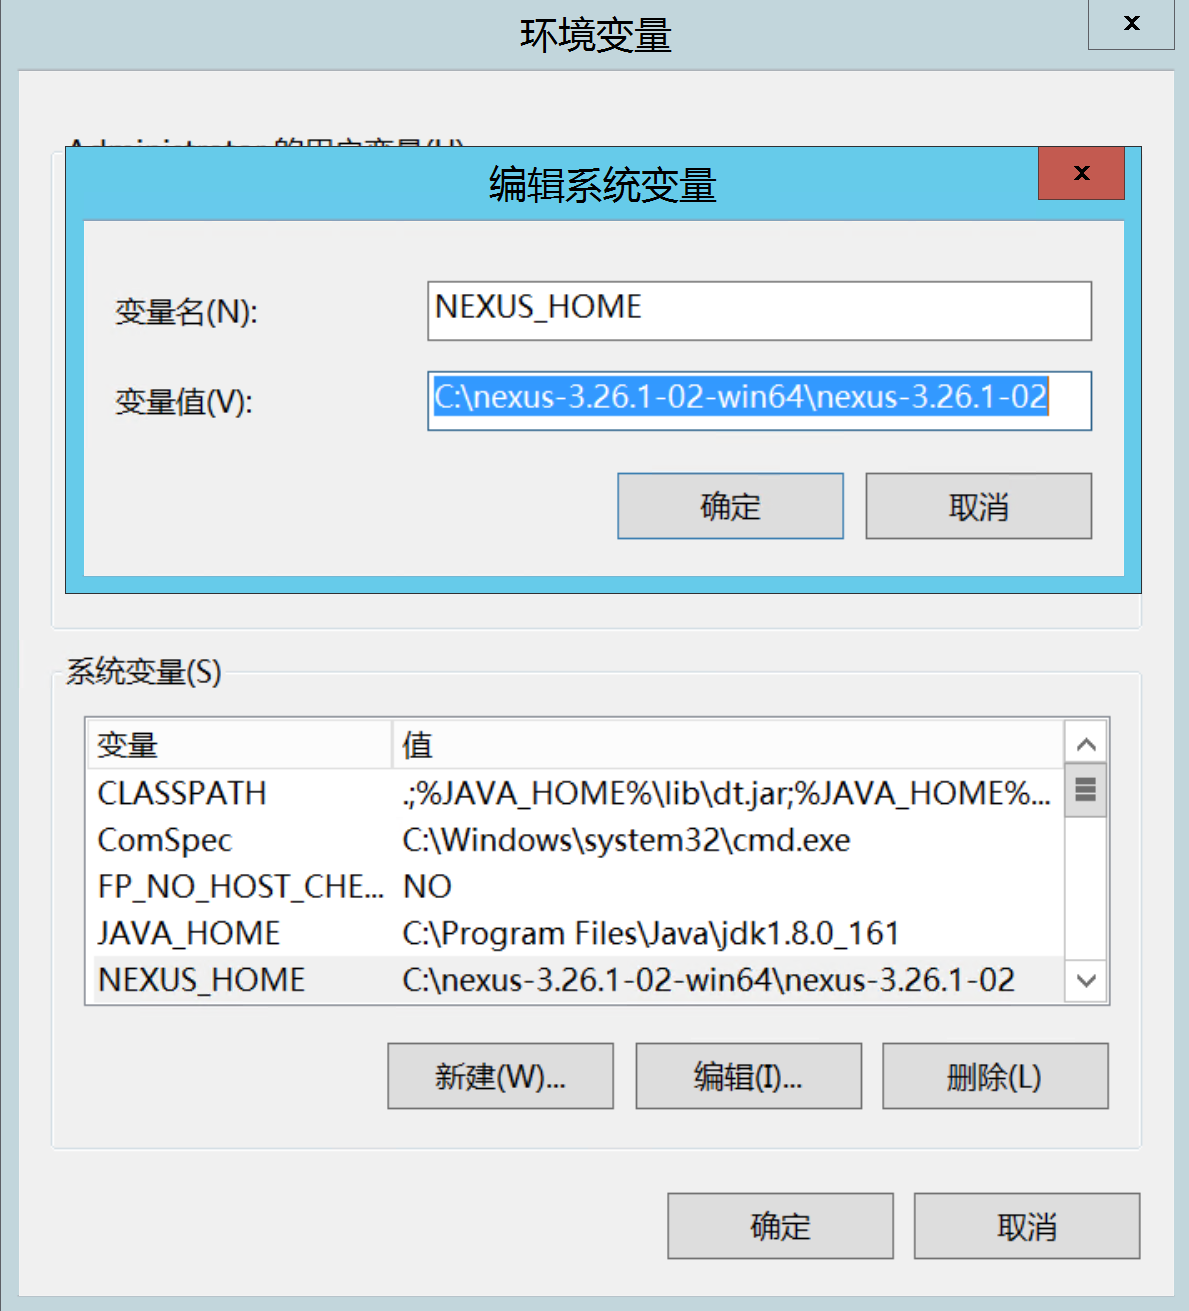 环境变量
x
编辑系统变量
x
变量名(N):
NEXUS_HOME
变量值(V):
C:\nexus-3.26.1-02-win64\nexus-3.26.1-02
确定
取消
系统变量(S)
变量 值
CLASSPATH .;%JAVA_HOME%\lib\dt.jar;%JAVA_HOME%...
ComSpec C:\Windows\system32\cmd.exe
FP_NO_HOST_CHE... NO
JAVA_HOME C:\Program Files\Java\jdk1.8.0_161
NEXUS_HOME C:\nexus-3.26.1-02-win64\nexus-3.26.1-02
新建(W)... 编辑(I)... 删除(L)
确定 取消